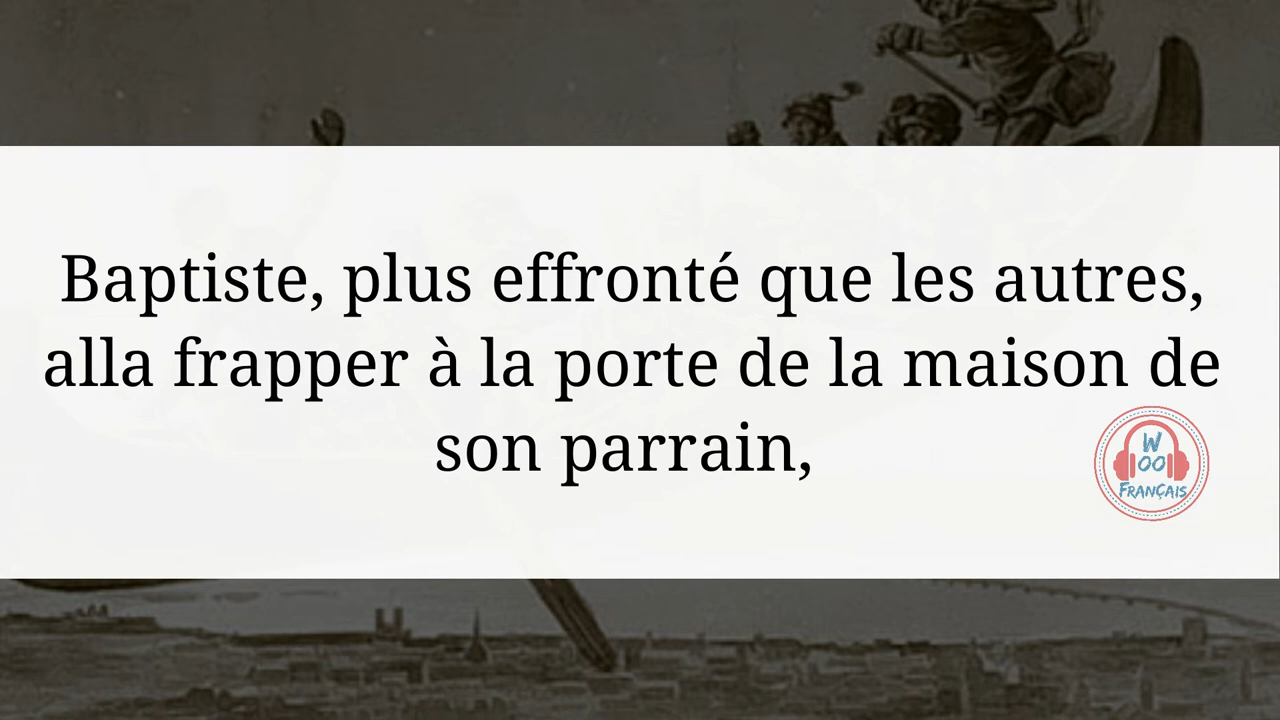 Baptiste, plus effronté que les autres,
alla frapper à la porte de la maison de
son parrain,
W
OO
FRANÇAIS